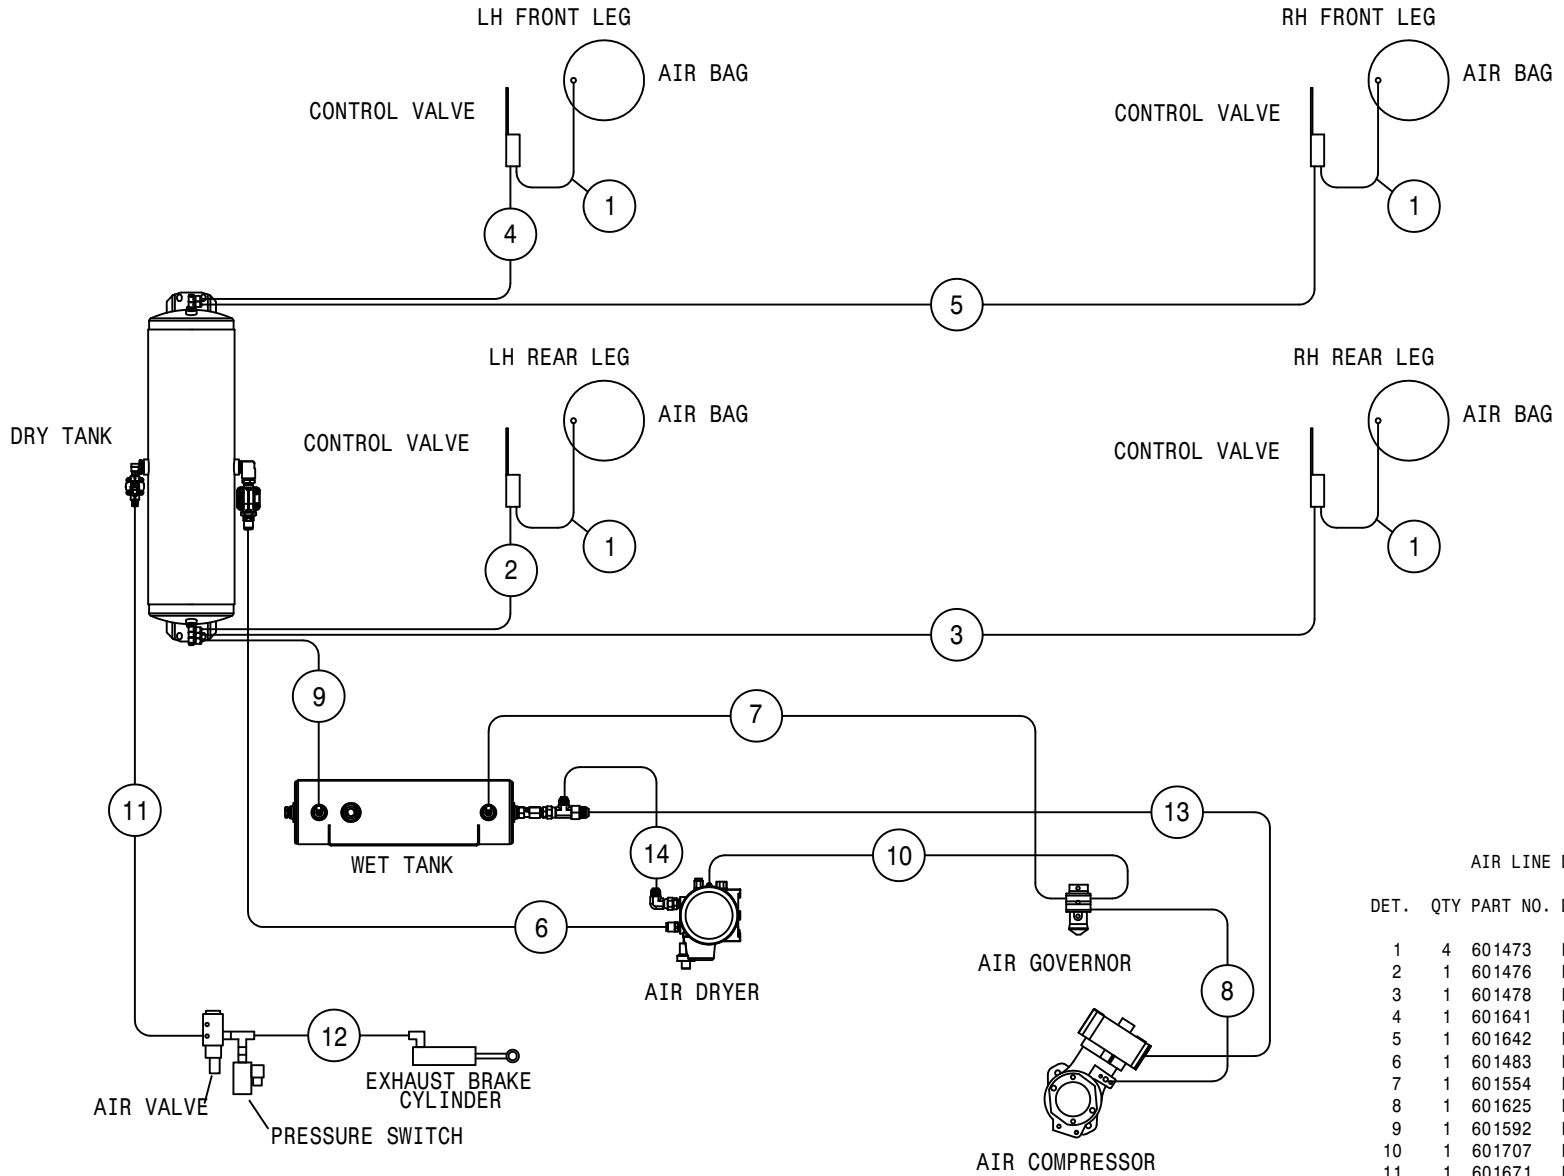 LH FRONT LEG
RH FRONT LEG
AIR BAG
AIR BAG
CONTROL VALVE
CONTROL VALVE
1
1
4
5
LH REAR LEG
RH REAR LEG
AIR BAG
AIR BAG
DRY TANK
CONTROL VALVE
CONTROL VALVE
1
1
2
3
9
7
11
13
WET TANK
14
10
6
AIR GOVERNOR
AIR DRYER
8
12
EXHAUST BRAKE
CYLINDER
AIR VALVE
PRESSURE SWITCH
AIR COMPRESSOR
AIR LINE
DET. QTY PART NO.
1 4 601473
2 1 601476
3 1 601478
4 1 601641
5 1 601642
6 1 601483
7 1 601554
8 1 601625
9 1 601592
10 1 601707
11 1 601671